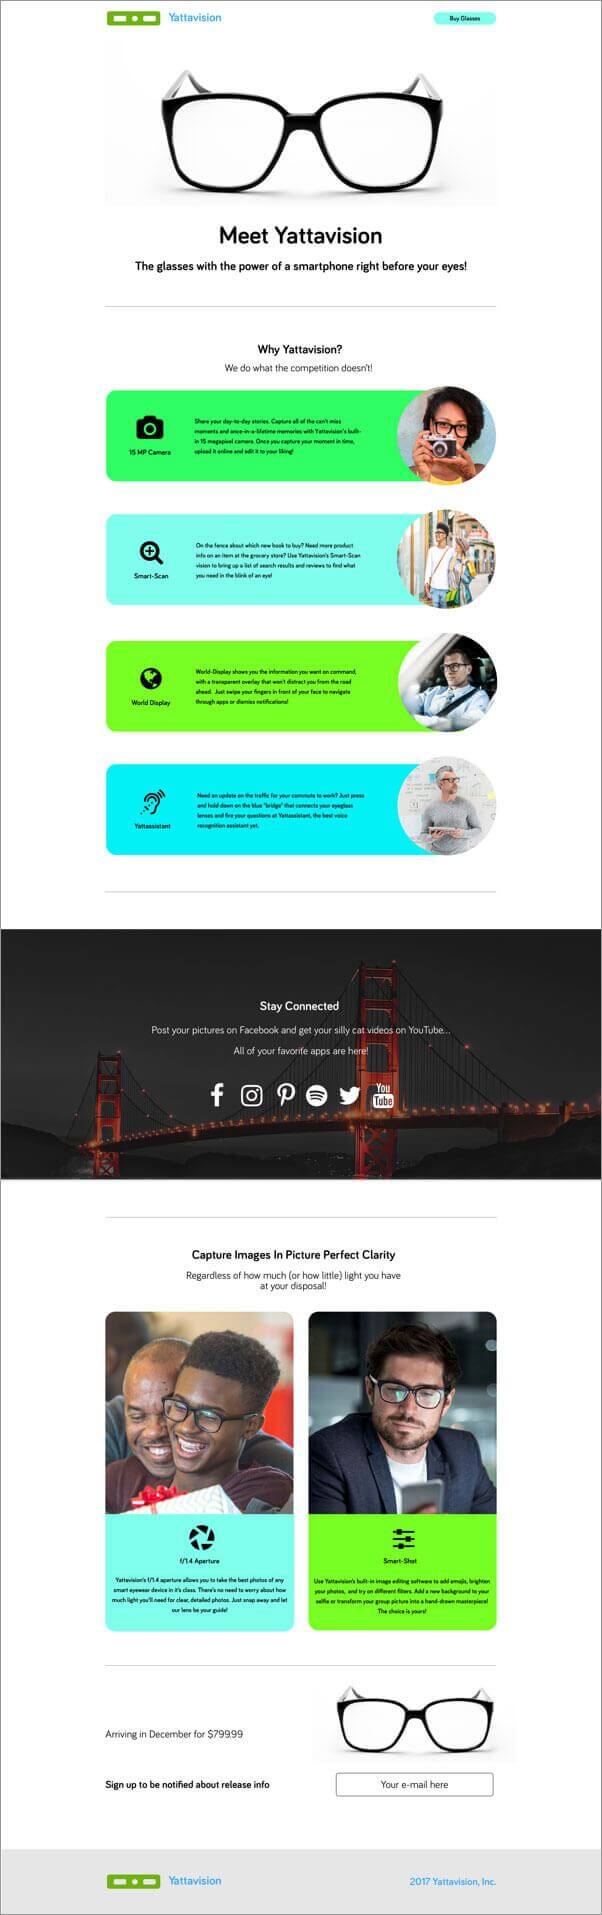 Yattavision
Buy Glasses
Meet Yattavision
The glasses with the power of a smartphone right before your eyes!
Why Yattavision?
We do what the competition doesn't!
15 MP Camera
Share your day-to-day stories. Capture all of the can't miss
moments and once-in-a-lifetime memories with Yattavision's built-
in 15 megapixel camera. Once you capture your moment in time,
upload it online and edit it to your liking!
Smart-Scan
On the fence about which new book to buy? Need more product
info on an item at the grocery store? Use Yattavision's Smart-Scan
vision to bring up a list of search results and reviews to find what
you need in the blink of an eye!
World Display
World-Display shows you the information you want on command,
with a transparent overlay that won't distract you from the road
ahead. Just swipe your fingers in front of your face to navigate
through apps or dismiss notifications!
Yattassistant
Need an update on the traffic for your commute to work? Just press
and hold down on the blue "bridge" that connects your eyeglass
lenses and fire your questions at Yattassistant, the best voice
recognition assistant yet.
Stay Connected
Post your pictures on Facebook and get your silly cat videos on YouTube...
All of your favorite apps are here!
You
Tube
Capture Images In Picture Perfect Clarity
Regardless of how much (or how little) light you have
at your disposal!
f/1.4 Aperture
Yattavision's f/1.4 aperture allows you to take the best photos of any
smart eyewear device in it's class. There's no need to worry about how
much light you'll need for clear, detailed photos. Just snap away and let
our lens be your guide!
Smart-Shot
Use Yattavision's built-in image editing software to add emojis, brighten
your photos, and try on different filters. Add a new background to your
selfie or transform your group picture into a hand-drawn masterpiece!
The choice is yours!
Arriving in December for $799.99
Sign up to be notified about release info
Your e-mail here
Yattavision
2017 Yattavision, Inc.